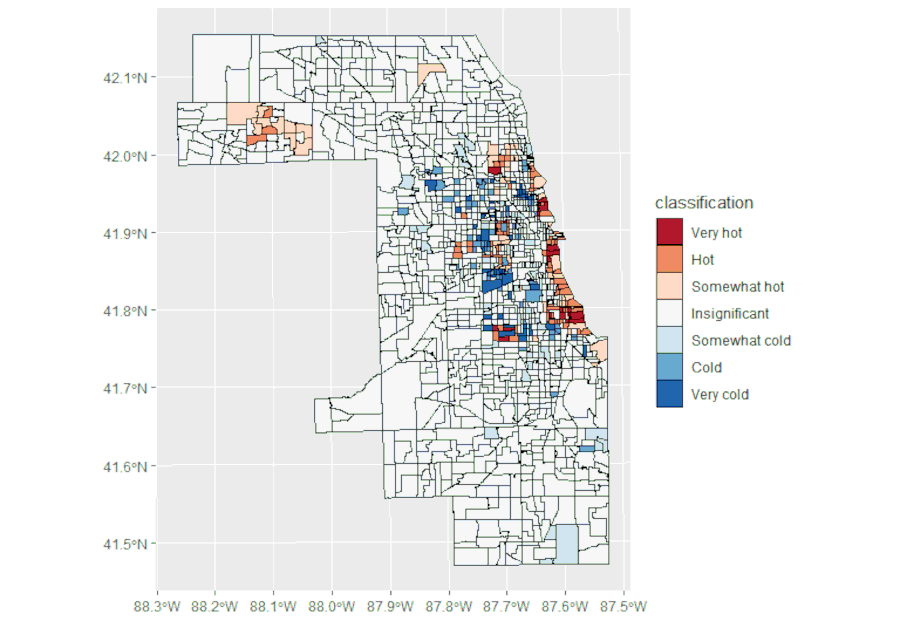 42.1°N
42.0°N
41.9°N
41.8°N
41.7°N
41.6°N
41.5°N
88.3°W 88.2°W 88.1°W 88.0°W 87.9°W 87.8°W 87.7°W 87.6°W 87.5°W
classification
Very hot
Hot
Somewhat hot
Insignificant
Somewhat cold
Cold
Very cold